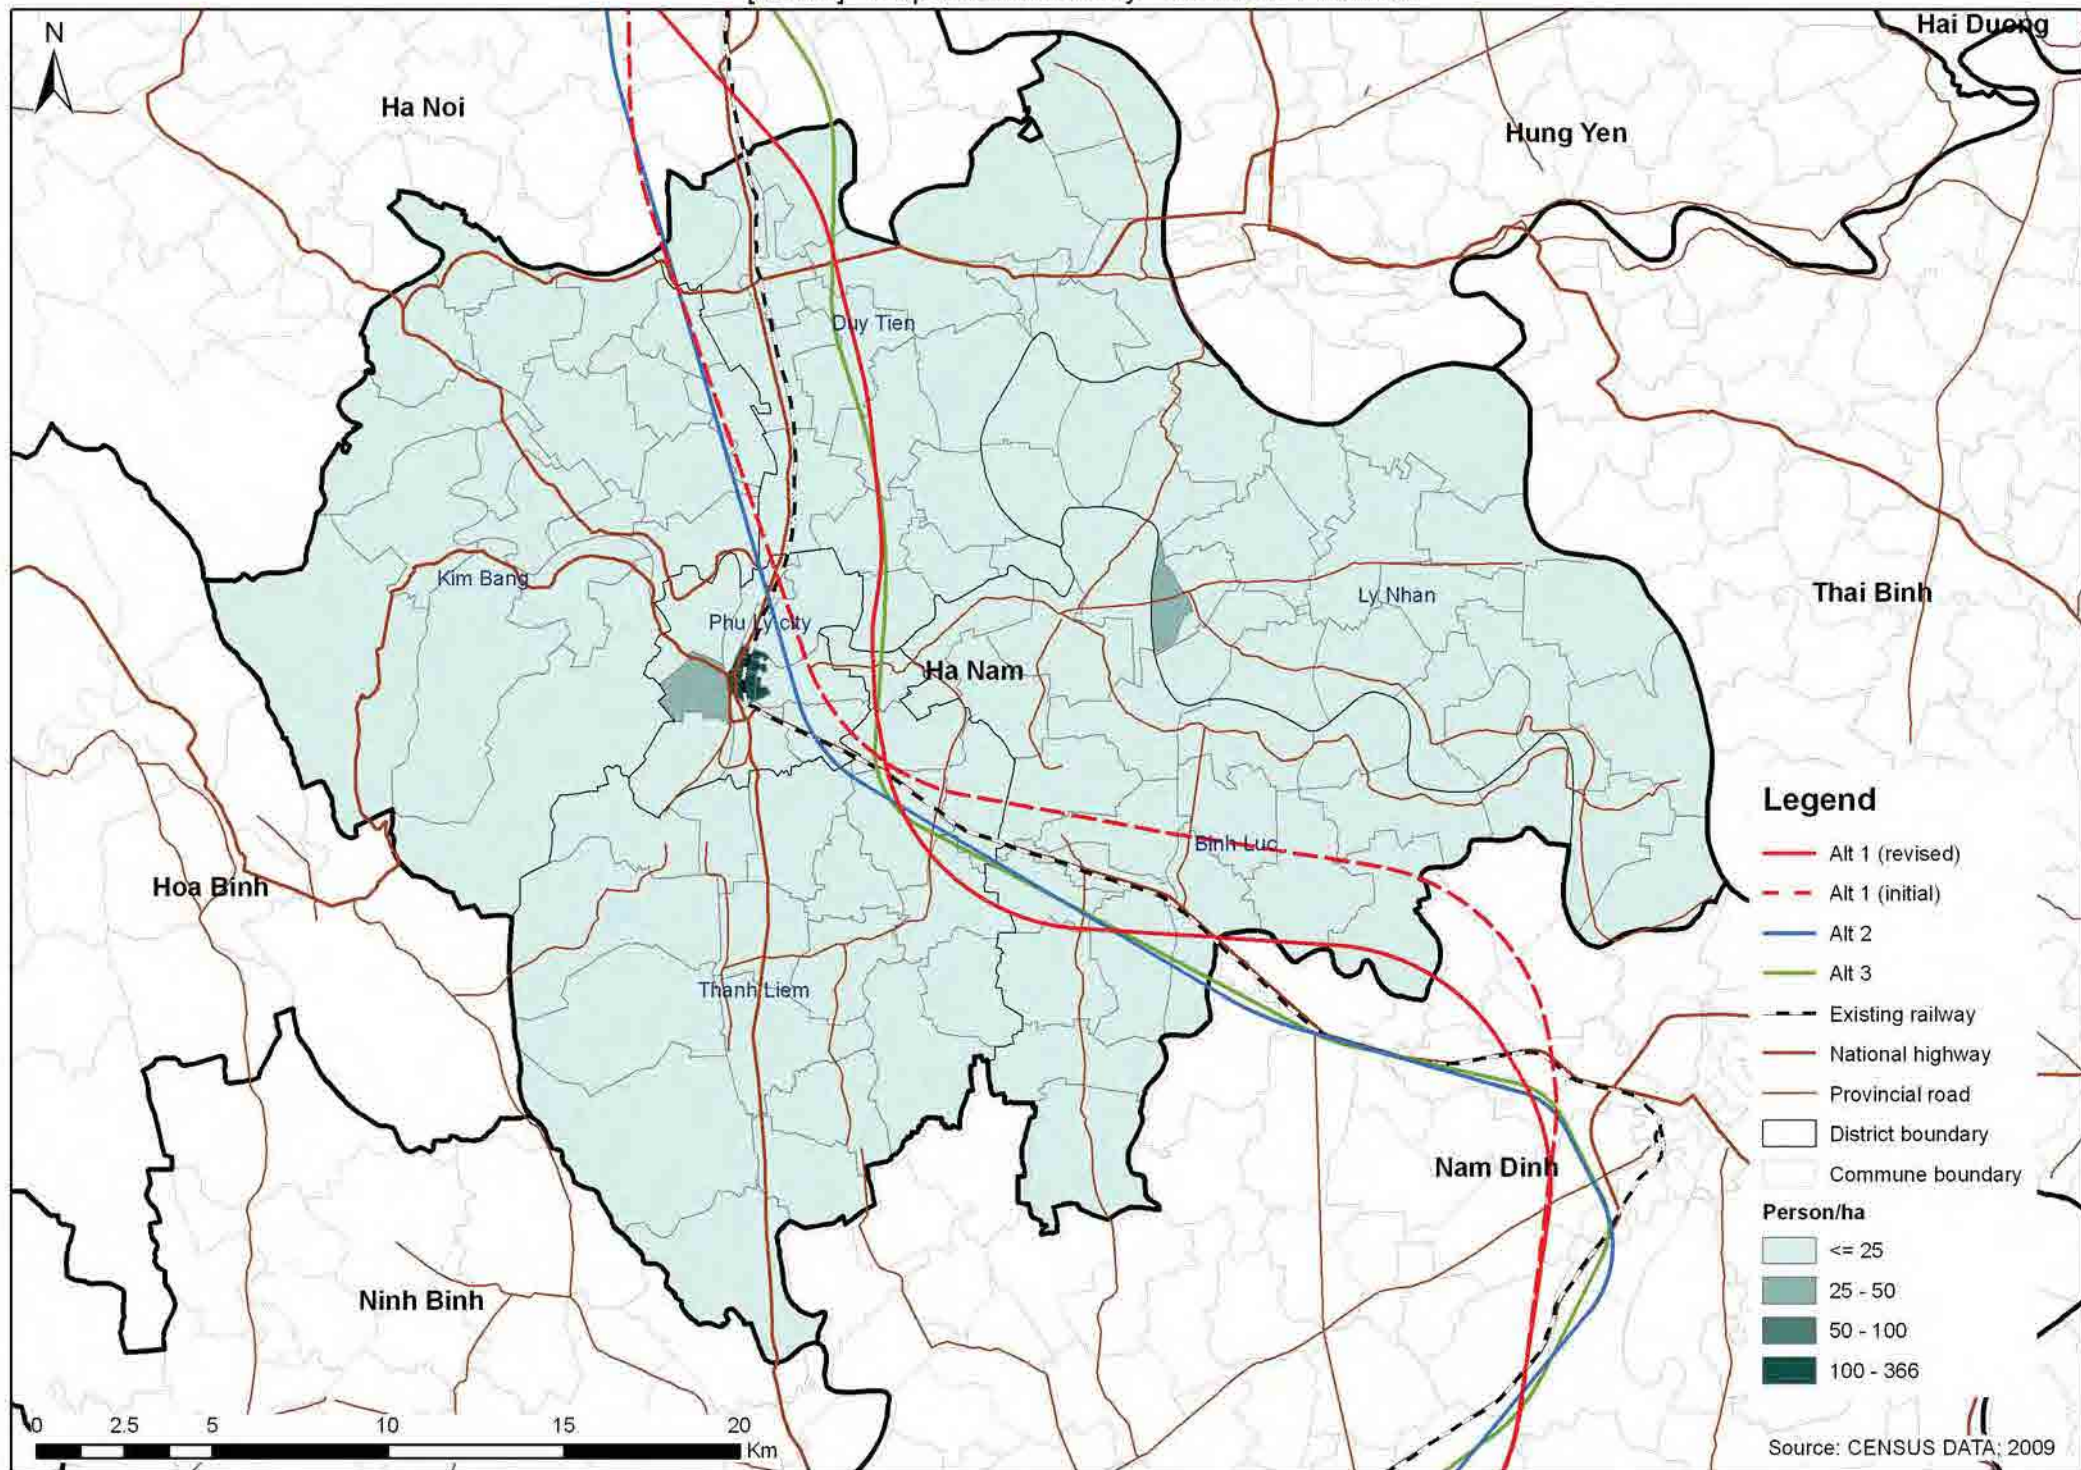 Hai Duong
N
Ha Noi
Hung Yen
Duy Tien
Kim Bang
Ly Nhan
Thai Binh
Phu Ly city
Ha Nam
Legend
Binh Luc
Alt 1 (revised)
Hoa Binh
Alt 1 (initial)
Alt 2
Alt 3
Thanh Liem
Existing railway
National highway
Provincial road
District boundary
Nam Dinh
Commune boundary
Person/ha
<= 25
25 - 50
Ninh Binh
50 - 100
100 - 366
0 2.5 5 10 15 20
Km
Source: CENSUS DATA; 2009